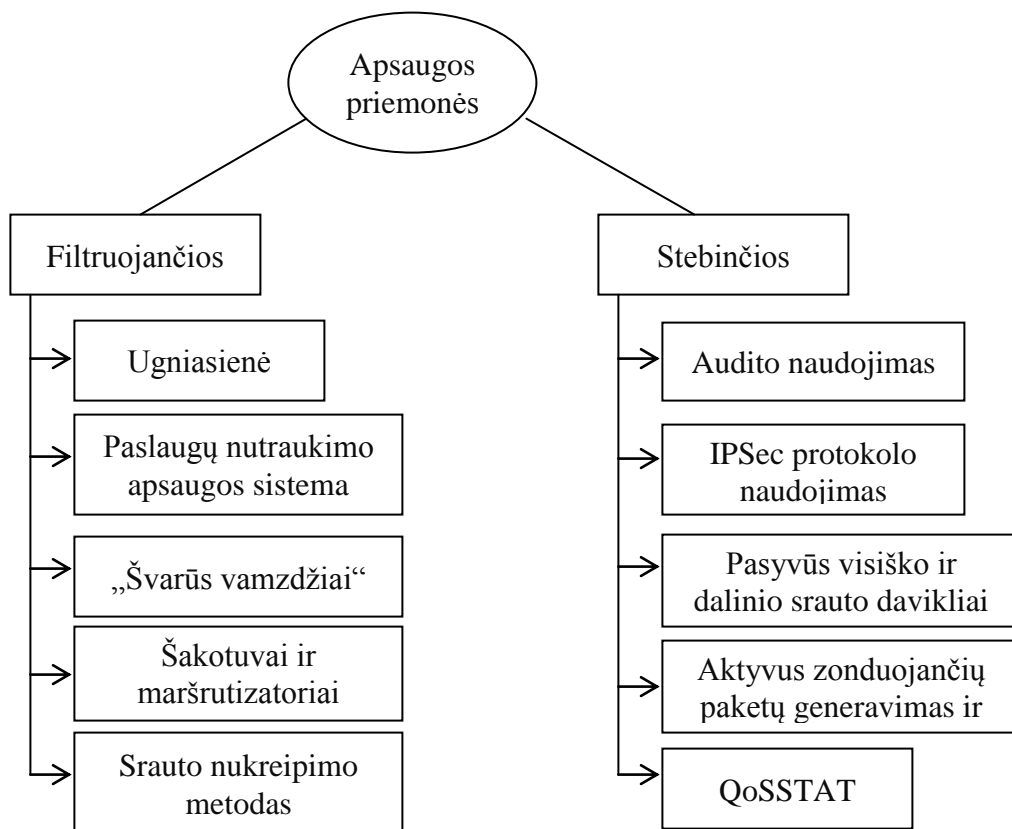 Apsaugos
priemonės
Filtruojančios
Ugniasienė
Paslaugų nutraukimo
apsaugos sistema
„Švarūs vamzdžiai“
Šakotuvai ir
maršrutizatoriai
Srauto nukreipimo
metodas
Stebinčios
Audito naudojimas
IPSec protokolo
naudojimas
Pasyvūs visiško ir
dalinio srauto davikliai
Aktyvus zonduojančių
paketų generavimas ir
QoSSTAT